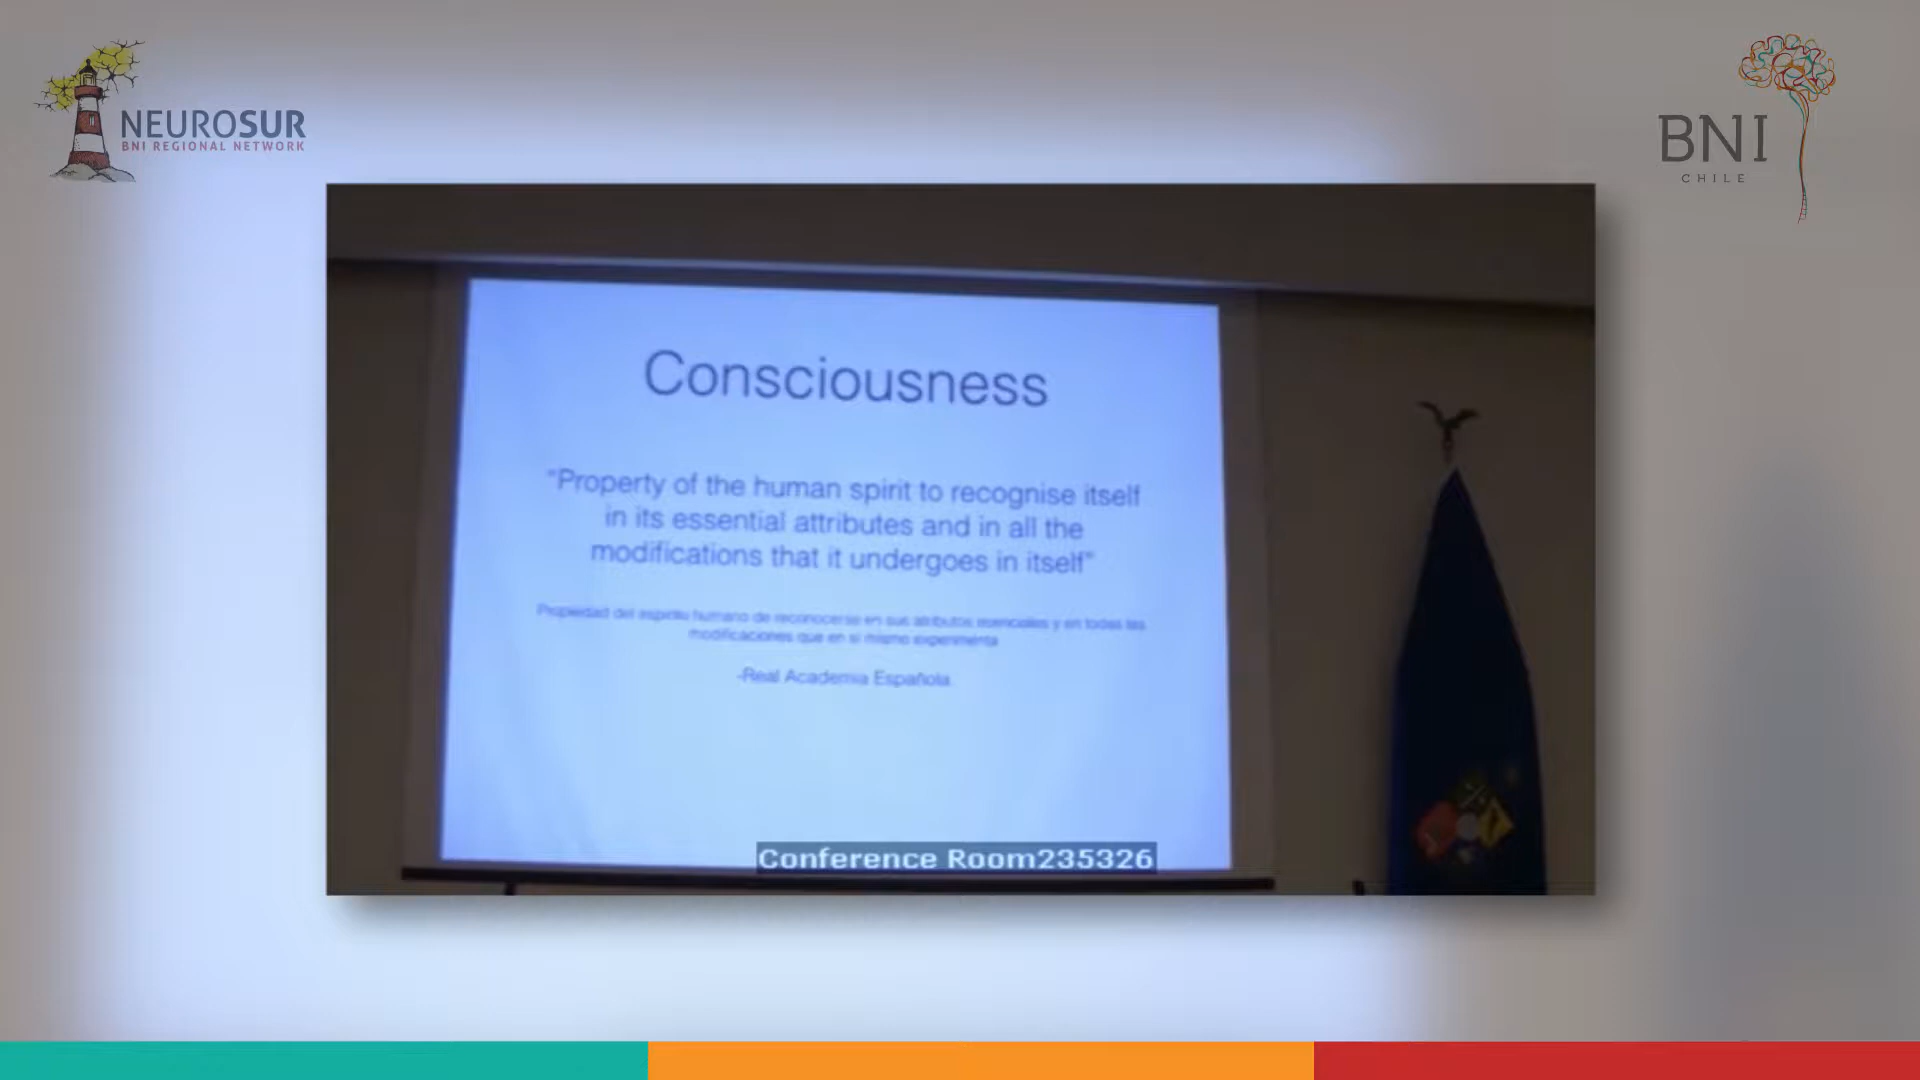 NEUROSUR
BNI REGIONAL NETWORK
BNI
CHILE
Consciousness
"Property of the human spirit to recognise itself
in its essential attributes and in all the
modifications that it undergoes in itself"
Propiedad del espíritu humano de reconocerse en sus atributos esenciales y en todas las
modificaciones que en sí mismo experimenta
-Real Academia Española
Conference Room235326